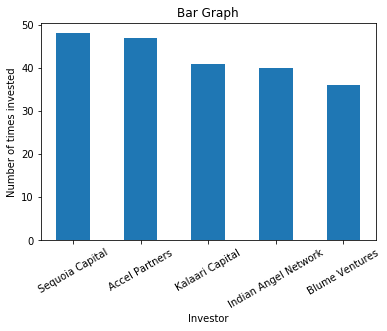 Bar Graph
50
40
30
20
10
0
Number of times invested
Sequoia Capital
Accel Partners
Kalaari Capital
Indian Angel Network
Blume Ventures
Investor